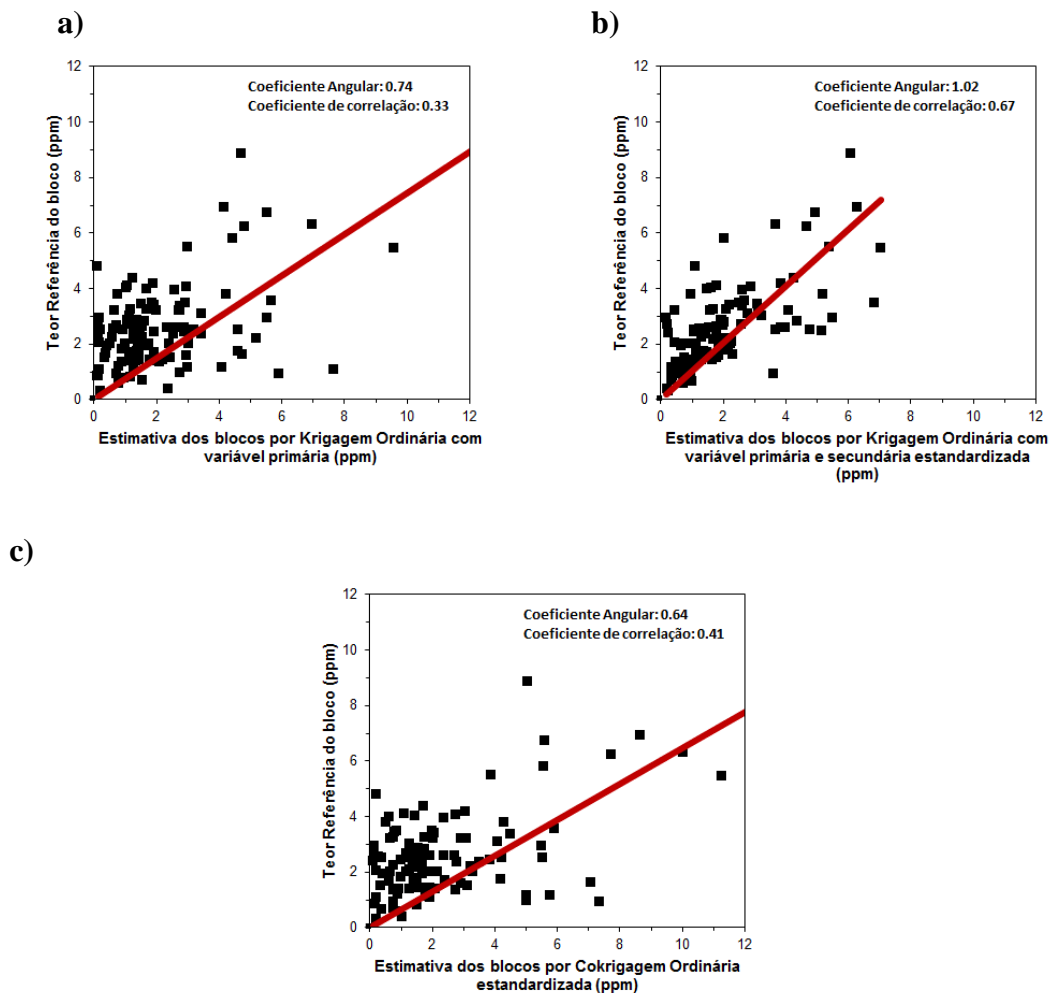 a)
12
10
8
6
4
2
0
0 2 4 6 8 10 12
Teor Referência do bloco (ppm)
Coeficiente Angular: 0.74
Coeficiente de correlação: 0.33
Estimativa dos blocos por Krigagem Ordinária com
variável primária (ppm)
b)
12
10
8
6
4
2
0
0 2 4 6 8 10 12
Teor Referência do bloco (ppm)
Coeficiente Angular: 1.02
Coeficiente de correlação: 0.67
Estimativa dos blocos por Krigagem Ordinária com
variável primária e secundária estandardizada
(ppm)
c)
12
10
8
6
4
2
0
0 2 4 6 8 10 12
Teor Referência do bloco (ppm)
Coeficiente Angular: 0.64
Coeficiente de correlação: 0.41
Estimativa dos blocos por Cokrigagem Ordinária
estandardizada (ppm)